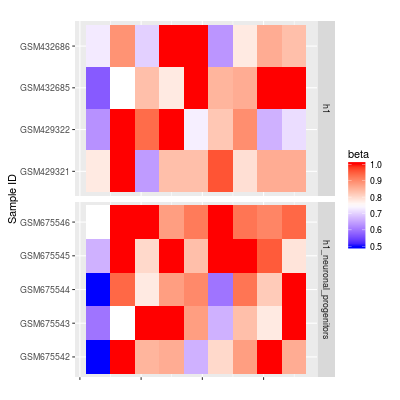 Sample ID
GSM432686
GSM432685
GSM429322
GSM429321
h1
GSM675546
GSM675545
GSM675544
GSM675543
GSM675542
h1_neuronal_progenitors
beta
1.0
0.9
0.8
0.7
0.6
0.5